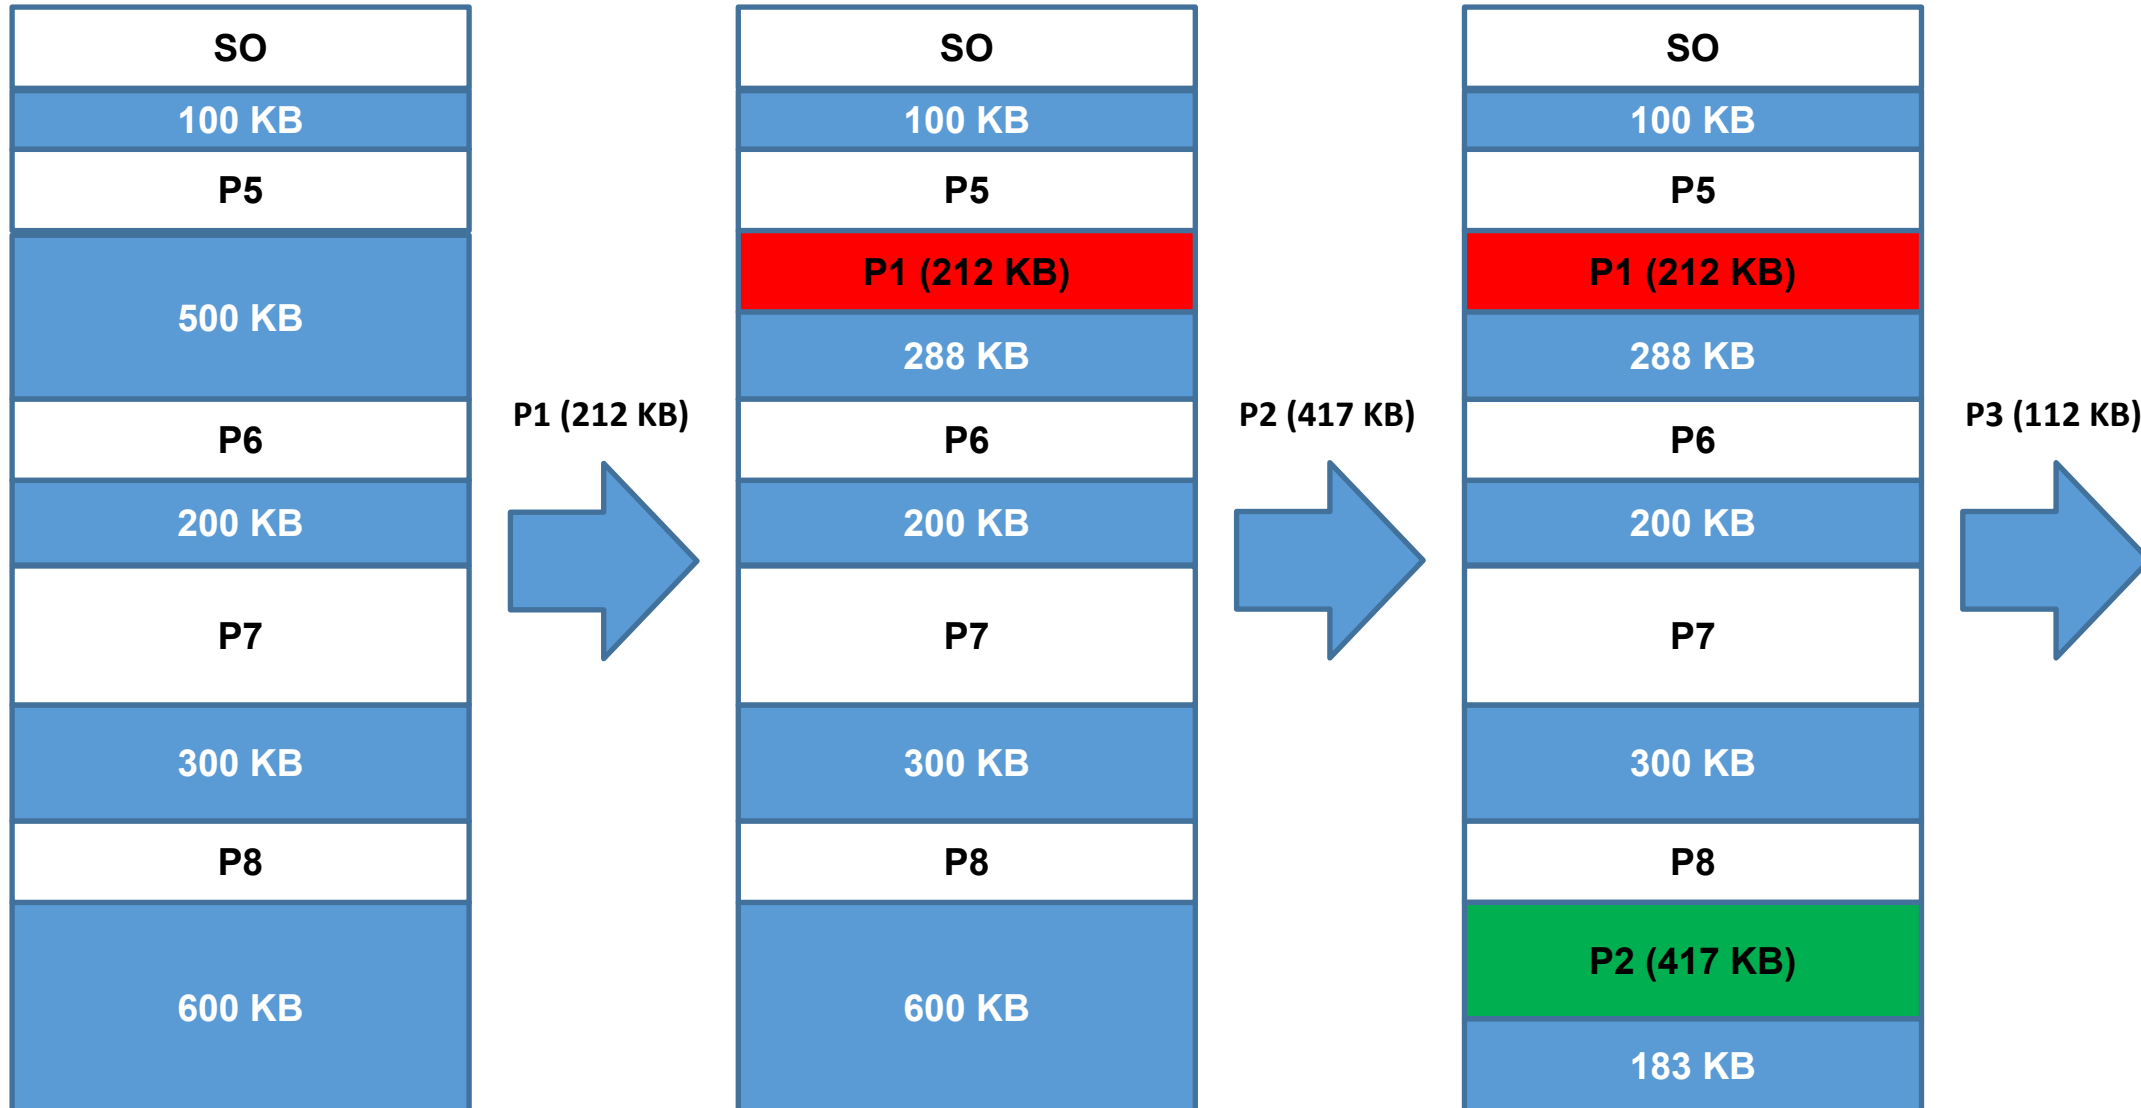 SO
100 KB
P5
500 KB
P6
200 KB
P7
300 KB
P8
600 KB
P1 (212 KB)
SO
100 KB
P5
P1 (212 KB)
288 KB
P6
200 KB
P7
300 KB
P8
600 KB
P2 (417 KB)
SO
100 KB
P5
P1 (212 KB)
288 KB
P6
200 KB
P7
300 KB
P8
P2 (417 KB)
183 KB
P3 (112 KB)